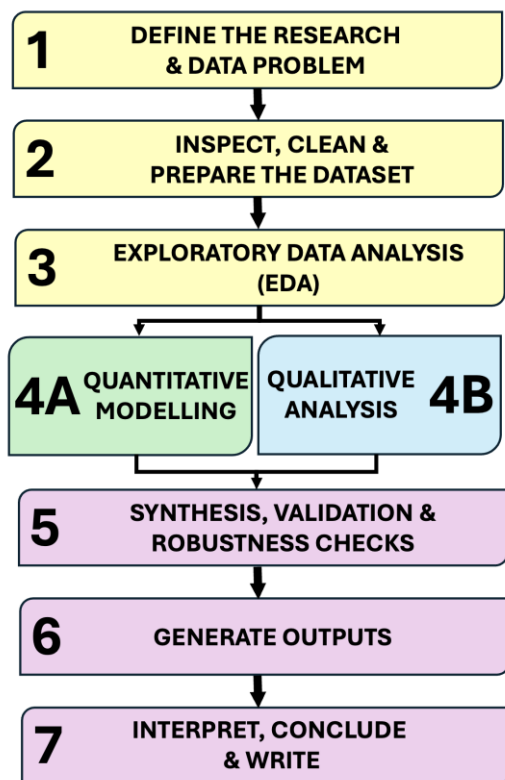 1
DEFINE THE RESEARCH
& DATA PROBLEM
2
INSPECT, CLEAN &
PREPARE THE DATASET
3
EXPLORATORY DATA ANALYSIS
(EDA)
4A
QUANTITATIVE
MODELLING
QUALITATIVE
ANALYSIS
4B
5
SYNTHESIS, VALIDATION &
ROBUSTNESS CHECKS
6
GENERATE OUTPUTS
7
INTERPRET, CONCLUDE
& WRITE